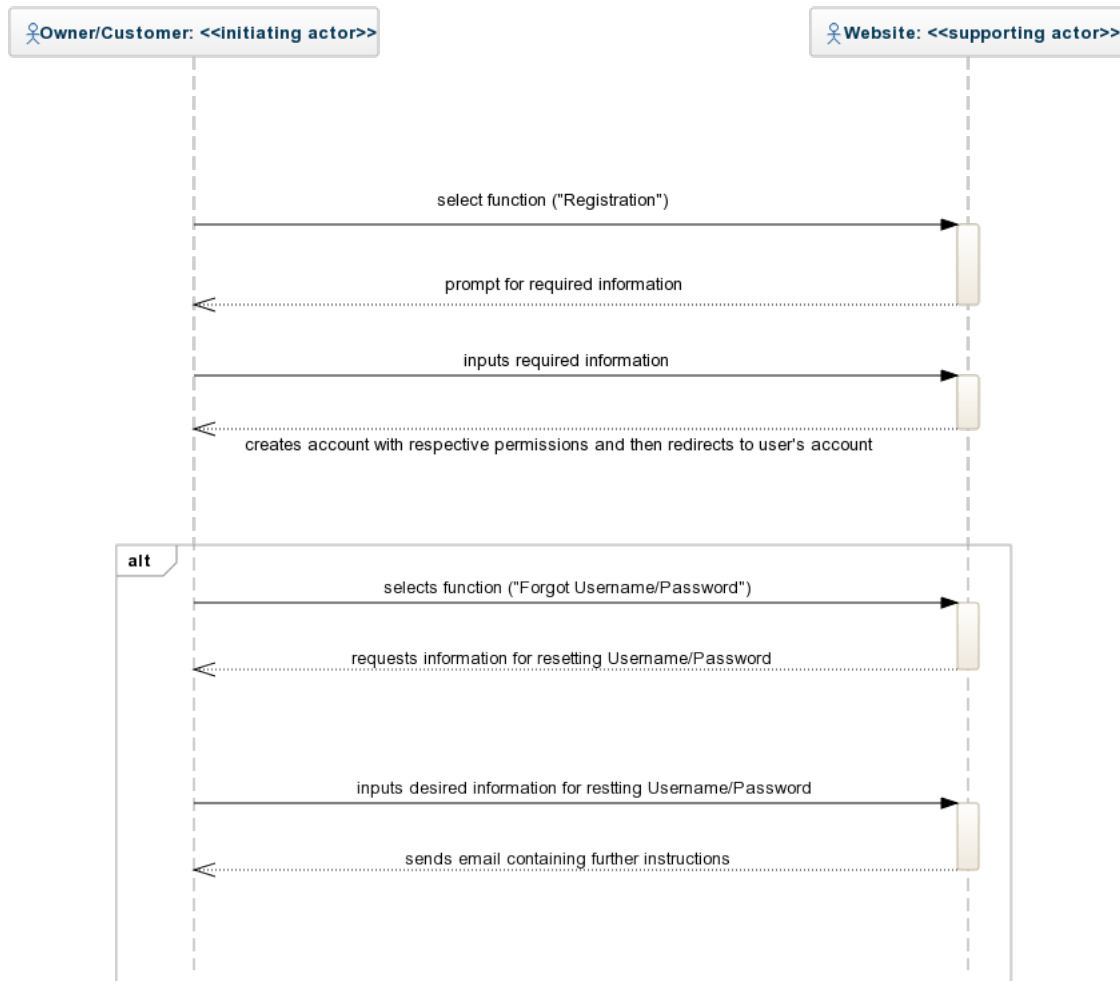 Owner/Customer: <<initiating actor>>
Website: <<supporting actor>>
select function ("Registration")
prompt for required information
inputs required information
creates account with respective permissions and then redirects to user's account
alt
selects function ("Forgot Username/Password")
requests information for resetting Username/Password
inputs desired information for restting Username/Password
sends email containing further instructions